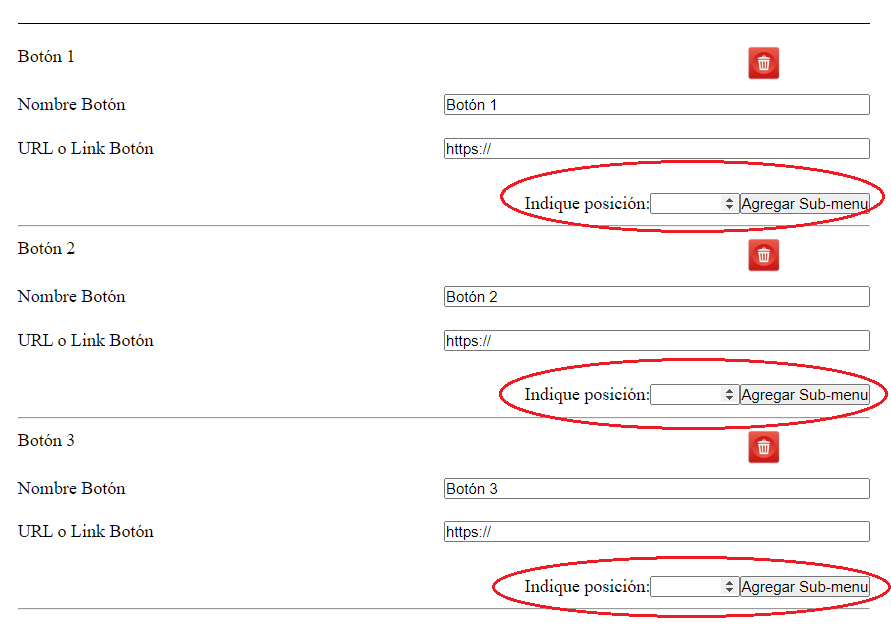 Botón 1
Nombre Botón Botón 1
URL o Link Botón https://
Indique posición: Agregar Sub-menu
Botón 2
Nombre Botón Botón 2
URL o Link Botón https://
Indique posición: Agregar Sub-menu
Botón 3
Nombre Botón Botón 3
URL o Link Botón https://
Indique posición: Agregar Sub-menu